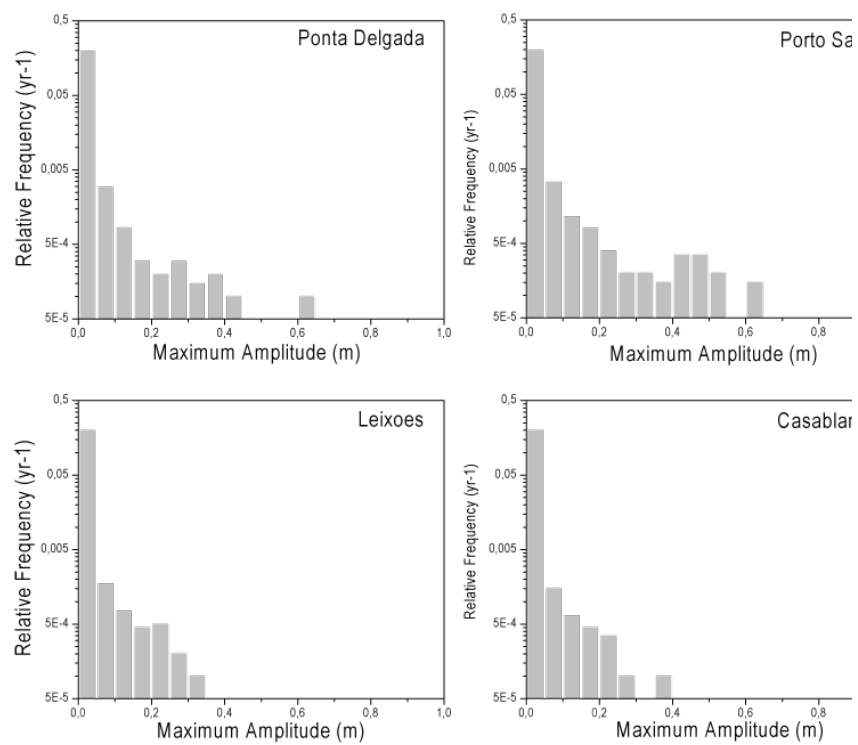 Ponta Delgada
Relative Frequency (yr-1)
0,5
0,05
0,005
5E-4
5E-5
0,0 0,2 0,4 0,6 0,8 1,0
Maximum Amplitude (m)
Porto Sa
Relative Frequency (yr-1)
0,5
0,05
0,005
5E-4
5E-5
0,0 0,2 0,4 0,6 0,8
Maximum Amplitude (m)
Leixoes
Relative Frequency (yr-1)
0,5
0,05
0,005
5E-4
5E-5
0,0 0,2 0,4 0,6 0,8 1,0
Maximum Amplitude (m)
Casablan
Relative Frequency (yr-1)
0,5
0,05
0,005
5E-4
5E-5
0,0 0,2 0,4 0,6 0,8
Maximum Amplitude (m)